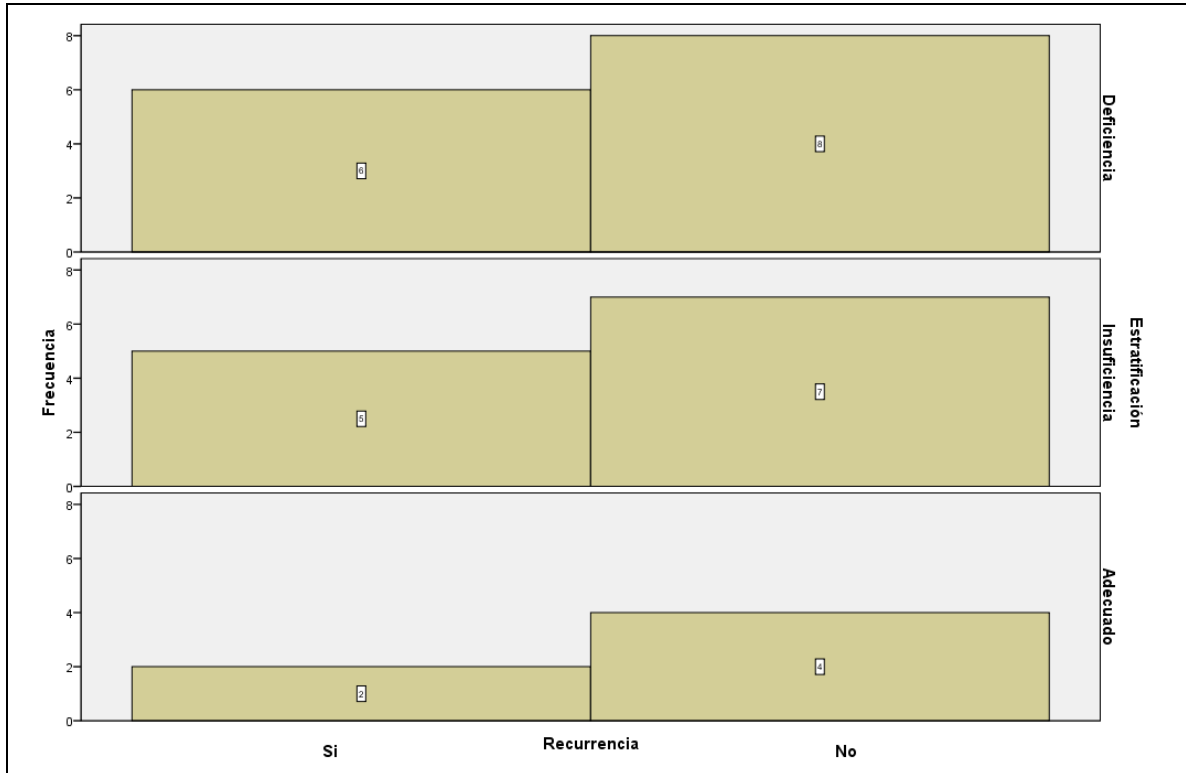 8
6
4
2
0
6
8
Deficiencia
8
6
4
2
0
5
7
Insuficiencia
8
6
4
2
0
2
4
Adecuado
Frecuencia
Estratificación
Si
Recurrencia
No